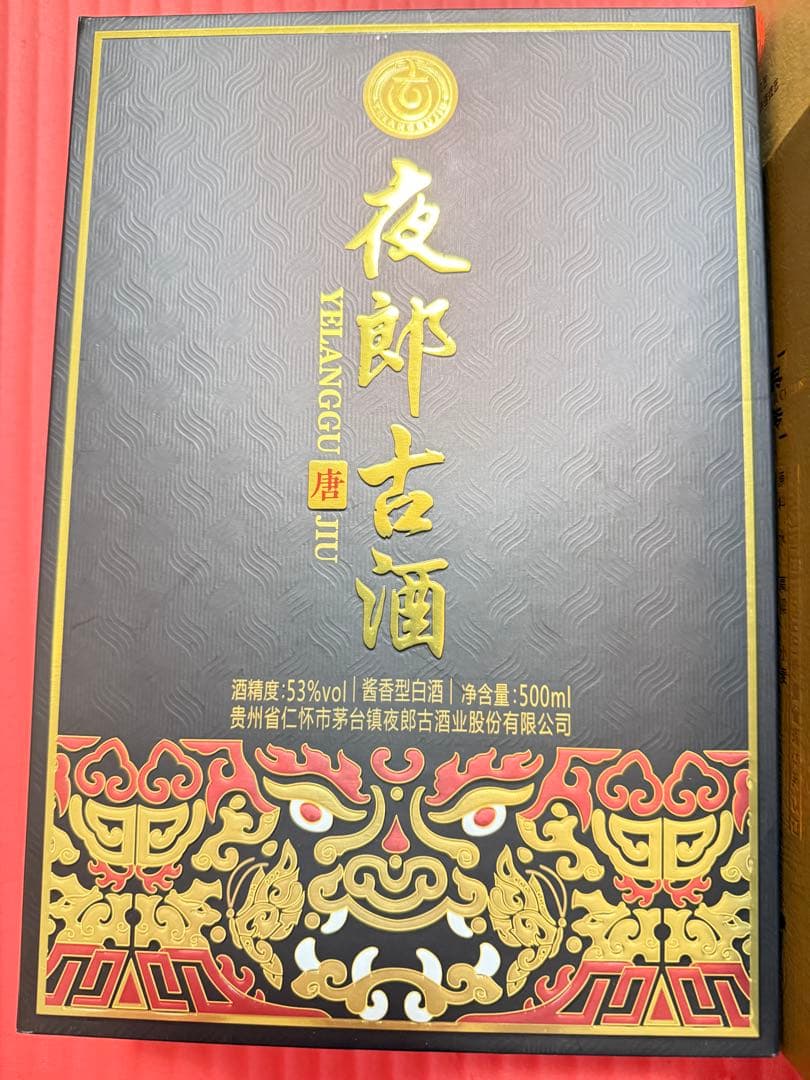 夜郎古酒
YELANGGU 唐 JIU
酒精度:53%vol | 酱香型白酒 | 净含量:500ml
贵州省仁怀市茅台镇夜郎古酒业股份有限公司